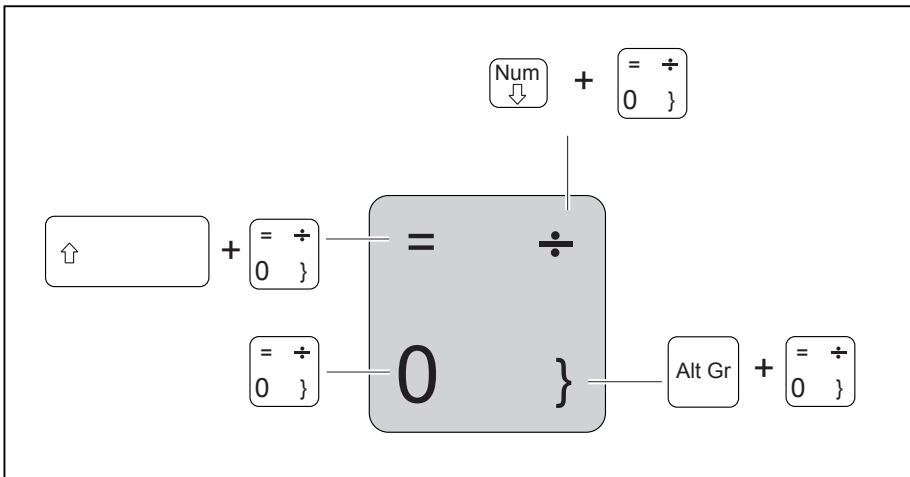 Num + = ÷
⇩ 0 }
= ÷
⇧ + = ÷
0 }
= ÷
0 }
0 }
Alt Gr + = ÷
0 }